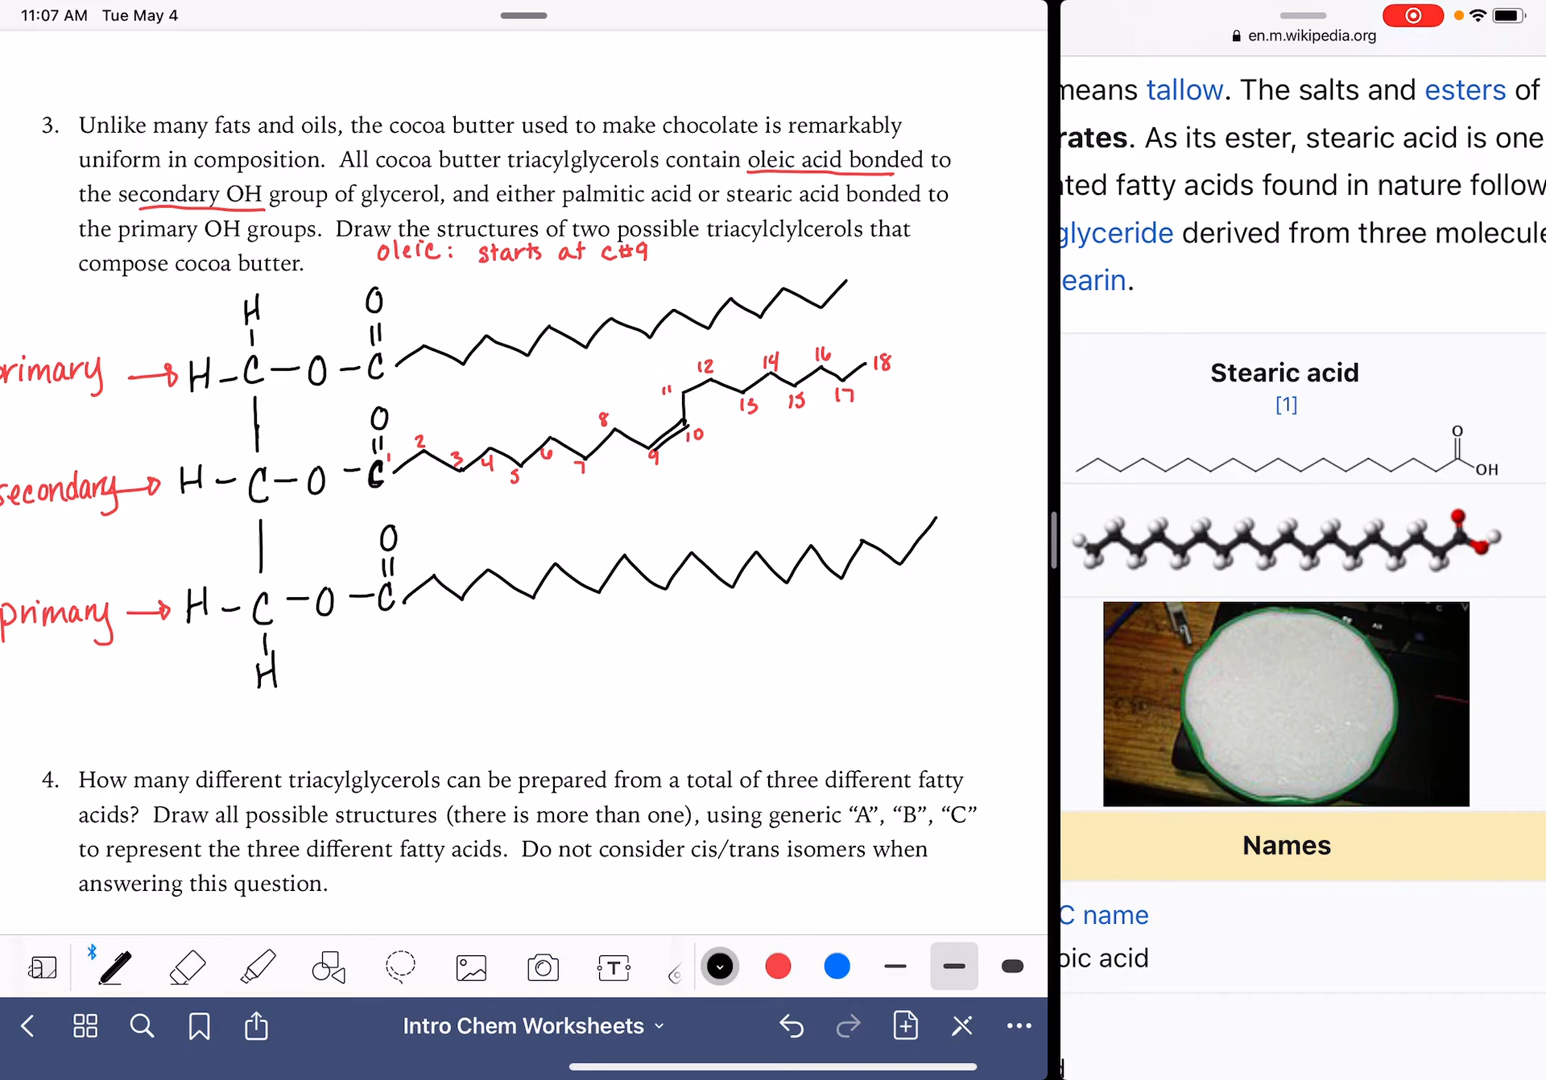 11:07 AM Tue May 4
en.m.wikipedia.org
3. Unlike many fats and oils, the cocoa butter used to make chocolate is remarkably
uniform in composition. All cocoa butter triacylglycerols contain oleic acid bonded to
the secondary OH group of glycerol, and either palmitic acid or stearic acid bonded to
the primary OH groups. Draw the structures of two possible triacylclylcerols that
compose cocoa butter.
oleic: starts at C#9
H
O
rimary H-C-O-C
O
secondary H-C-O-C
1 2 3 4 5 6 7 8 9 10 11 12 13 14 15 16 17 18
O
primary H-C-O-C
H
4. How many different triacylglycerols can be prepared from a total of three different fatty
acids? Draw all possible structures (there is more than one), using generic “A”, “B”, “C”
to represent the three different fatty acids. Do not consider cis/trans isomers when
answering this question.
T
Intro Chem Worksheets
means tallow. The salts and esters of
rates. As its ester, stearic acid is one
ted fatty acids found in nature follow
glyceride derived from three molecule
earin.
Stearic acid
[1]
O
OH
Names
C name
oic acid